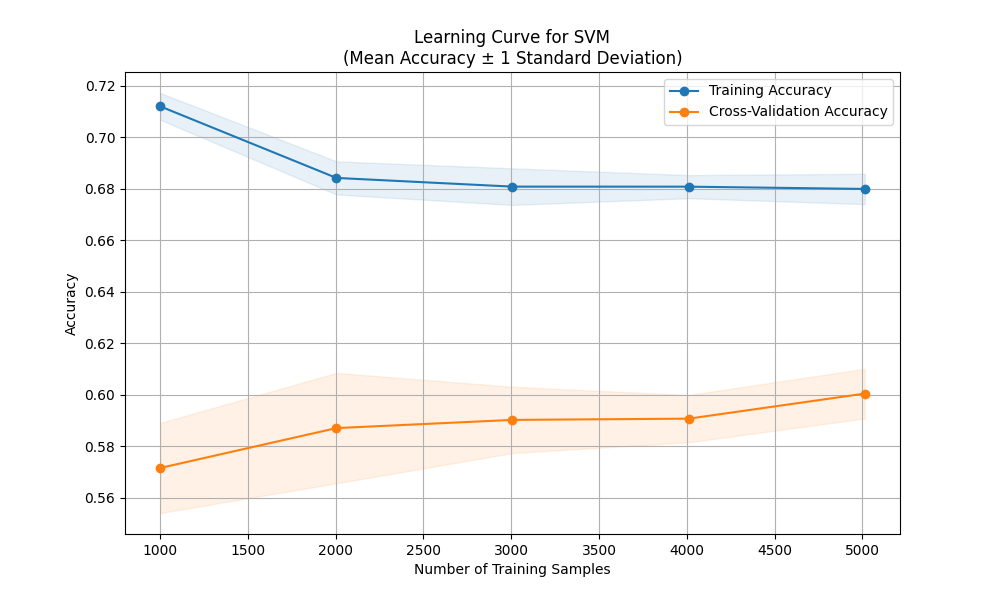 Learning Curve for SVM
(Mean Accuracy ± 1 Standard Deviation)
Training Accuracy
Cross-Validation Accuracy
0.72
0.70
0.68
0.66
0.64
0.62
0.60
0.58
0.56
Accuracy
1000 1500 2000 2500 3000 3500 4000 4500 5000
Number of Training Samples